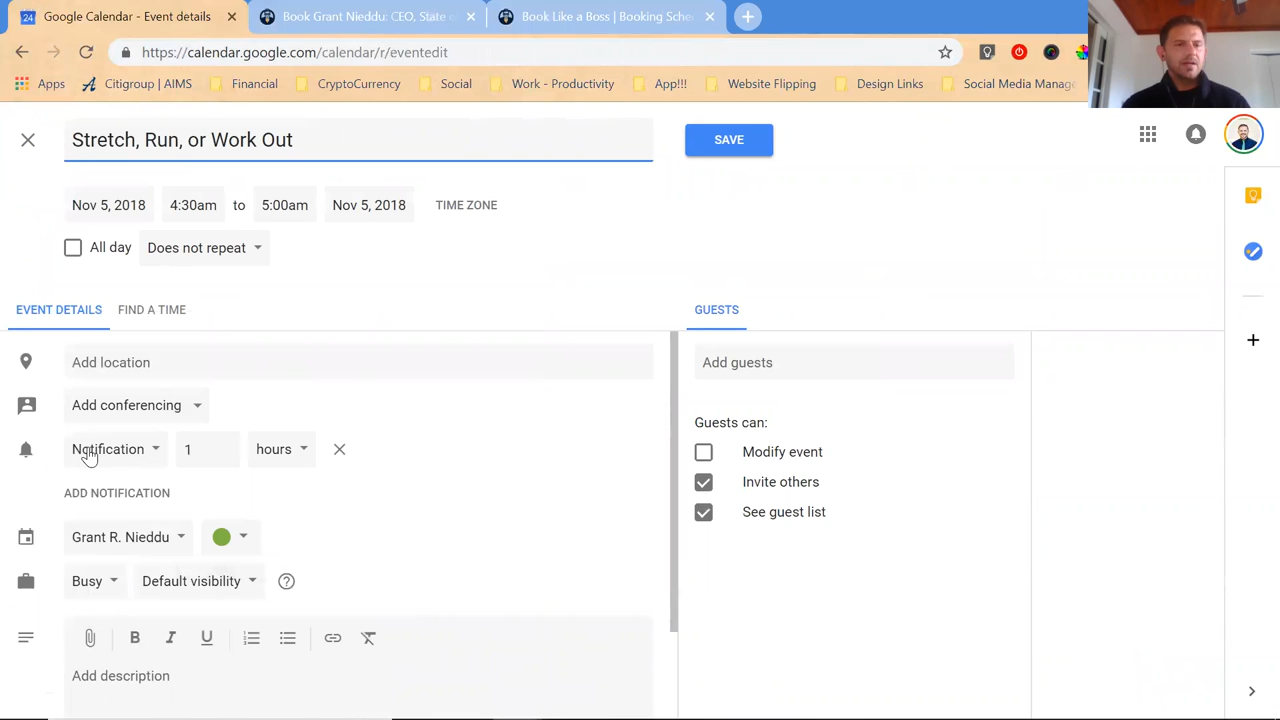 24 Google Calendar - Event details
Book Grant Nieddu: CEO, State o
Book Like a Boss | Booking Sche
https://calendar.google.com/calendar/r/eventedit
Apps
Citigroup | AIMS
Financial
CryptoCurrency
Social
Work - Productivity
App!!!
Website Flipping
Design Links
Social Media Mana
Stretch, Run, or Work Out
SAVE
Nov 5, 2018 4:30am to 5:00am Nov 5, 2018 TIME ZONE
All day Does not repeat
EVENT DETAILS FIND A TIME
GUESTS
Add location
Add guests
Add conferencing
Guests can:
Notification 1 hours
Modify event
Invite others
ADD NOTIFICATION
See guest list
Grant R. Nieddu
Busy Default visibility ?
B I U
Add description